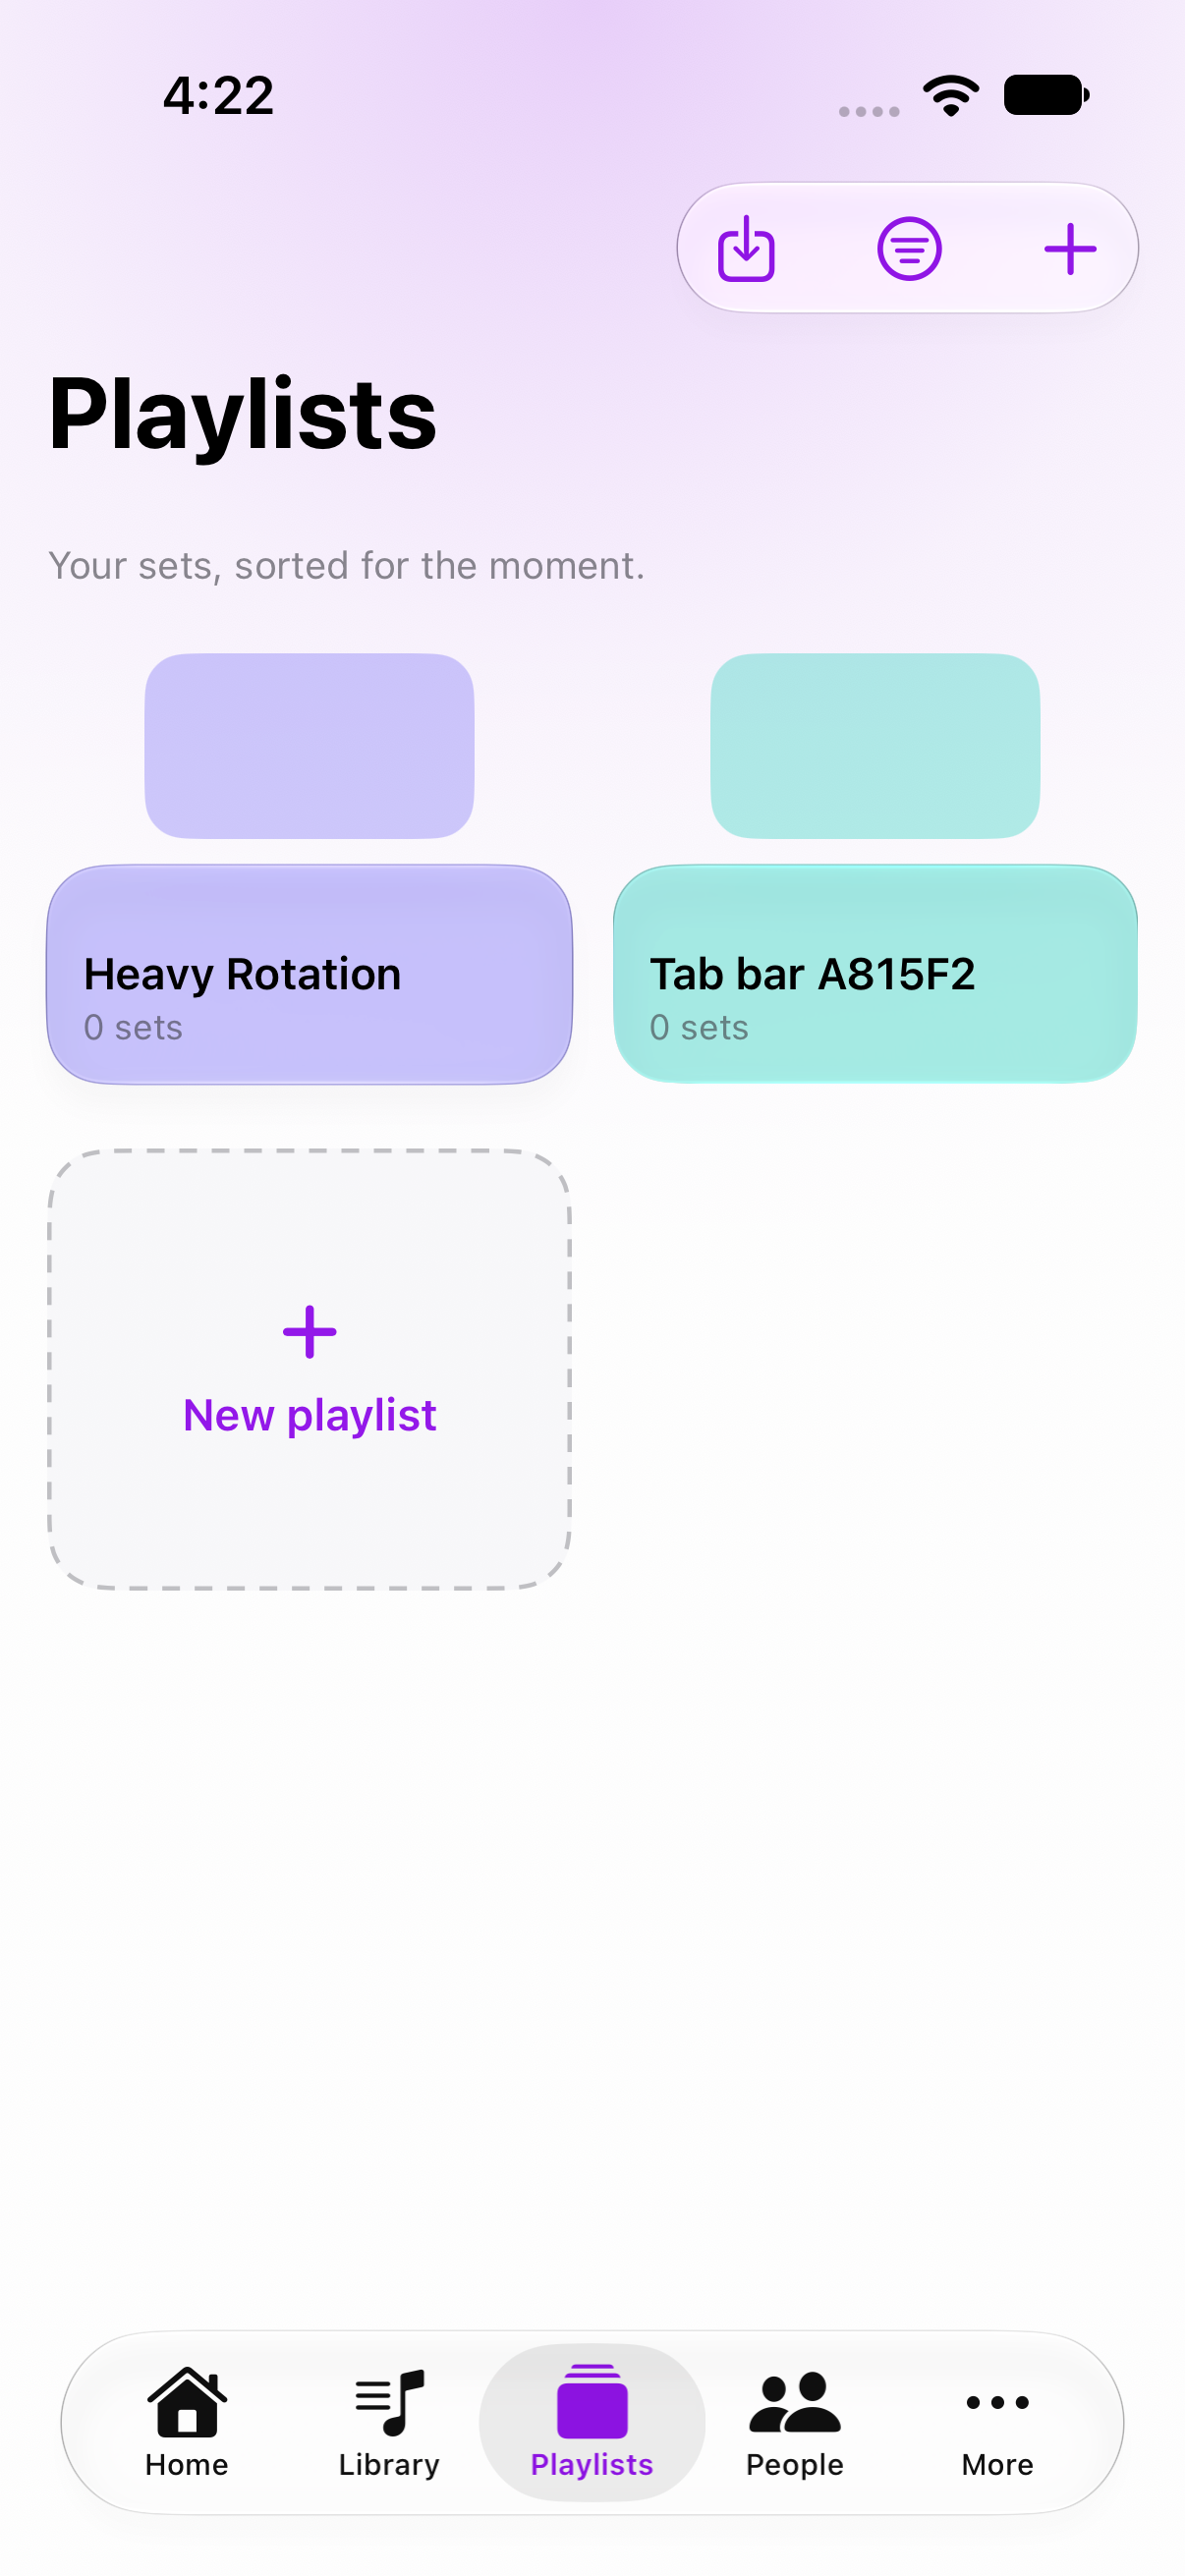 4:22
Playlists
Your sets, sorted for the moment.
Heavy Rotation
0 sets
Tab bar A815F2
0 sets
New playlist
Home
Library
Playlists
People
More